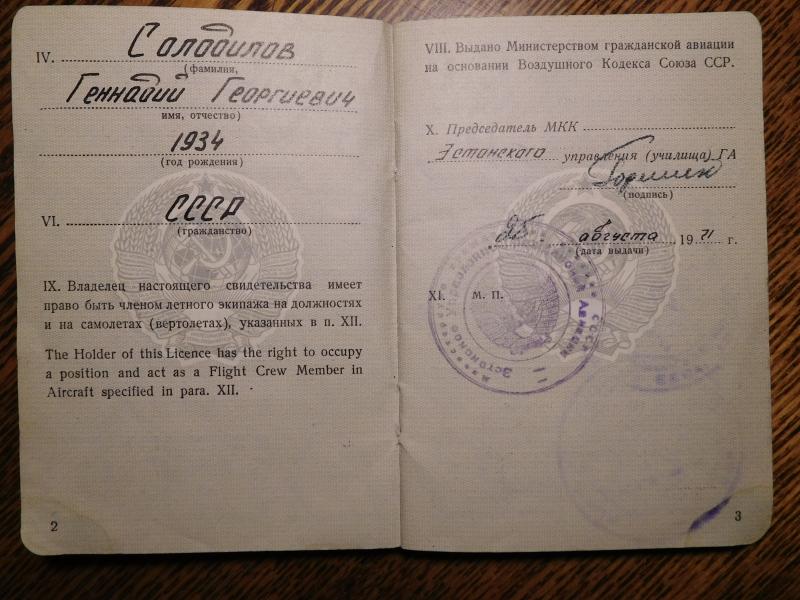 IV. Солодилов
(фамилия,
Геннадий Георгиевич
имя, отчество)
1934
(год рождения)
VI. СССР
(гражданство)
IX. Владелец настоящего свидетельства имеет
право быть членом летного экипажа на должностях
и на самолетах (вертолетах), указанных в п. XII.
The Holder of this Licence has the right to occupy
a position and act as a Flight Crew Member in
Aircraft specified in para. XII.
2
VIII. Выдано Министерством гражданской авиации
на основании Воздушного Кодекса Союза ССР.
X. Председатель МКК
Эстонского управления (училища) ГА
(подпись)
25 августа 1971 г.
(дата выдачи)
XI. М. П.
3